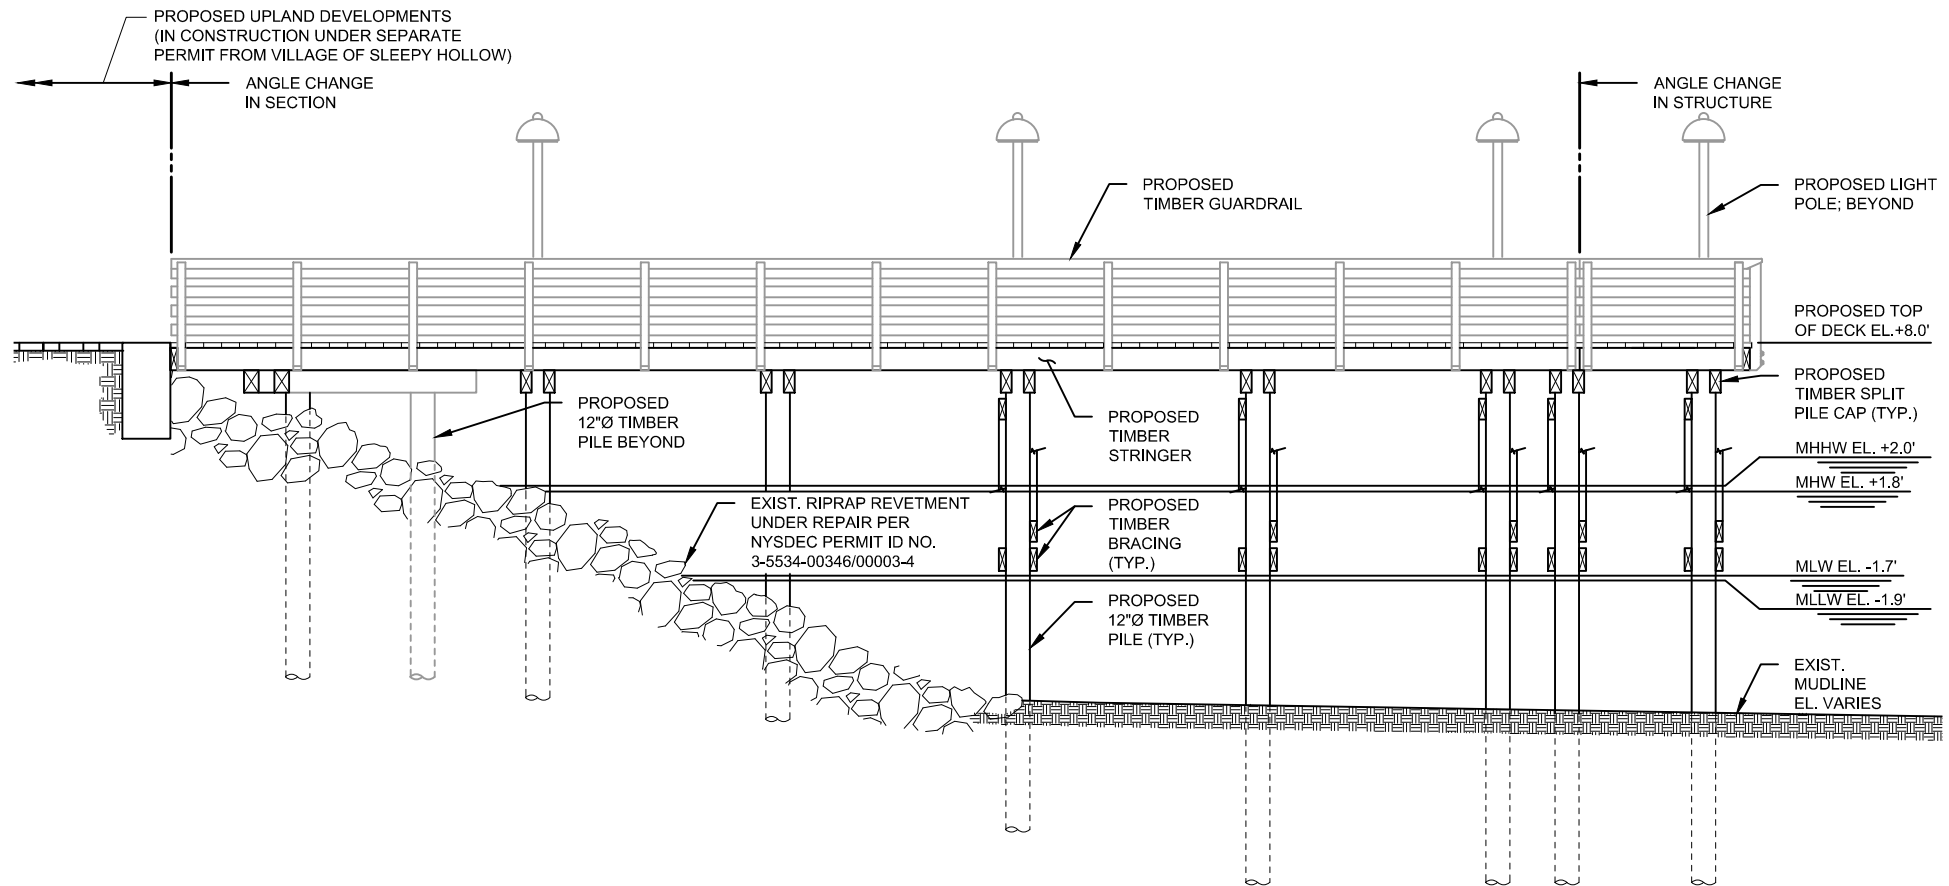 PROPOSED UPLAND DEVELOPMENTS
(IN CONSTRUCTION UNDER SEPARATE
PERMIT FROM VILLAGE OF SLEEPY HOLLOW)
ANGLE CHANGE
IN SECTION
ANGLE CHANGE
IN STRUCTURE
PROPOSED
TIMBER GUARDRAIL
PROPOSED LIGHT
POLE; BEYOND
PROPOSED TOP
OF DECK EL.+8.0'
PROPOSED
TIMBER SPLIT
PILE CAP (TYP.)
PROPOSED
12"Ø TIMBER
PILE BEYOND
PROPOSED
TIMBER
STRINGER
MHHW EL. +2.0'
MHW EL. +1.8'
EXIST. RIPRAP REVETMENT
UNDER REPAIR PER
NYSDEC PERMIT ID NO.
3-5534-00346/00003-4
PROPOSED
TIMBER
BRACING
(TYP.)
MLW EL. -1.7'
MLLW EL. -1.9'
PROPOSED
12"Ø TIMBER
PILE (TYP.)
EXIST.
MUDLINE
EL. VARIES